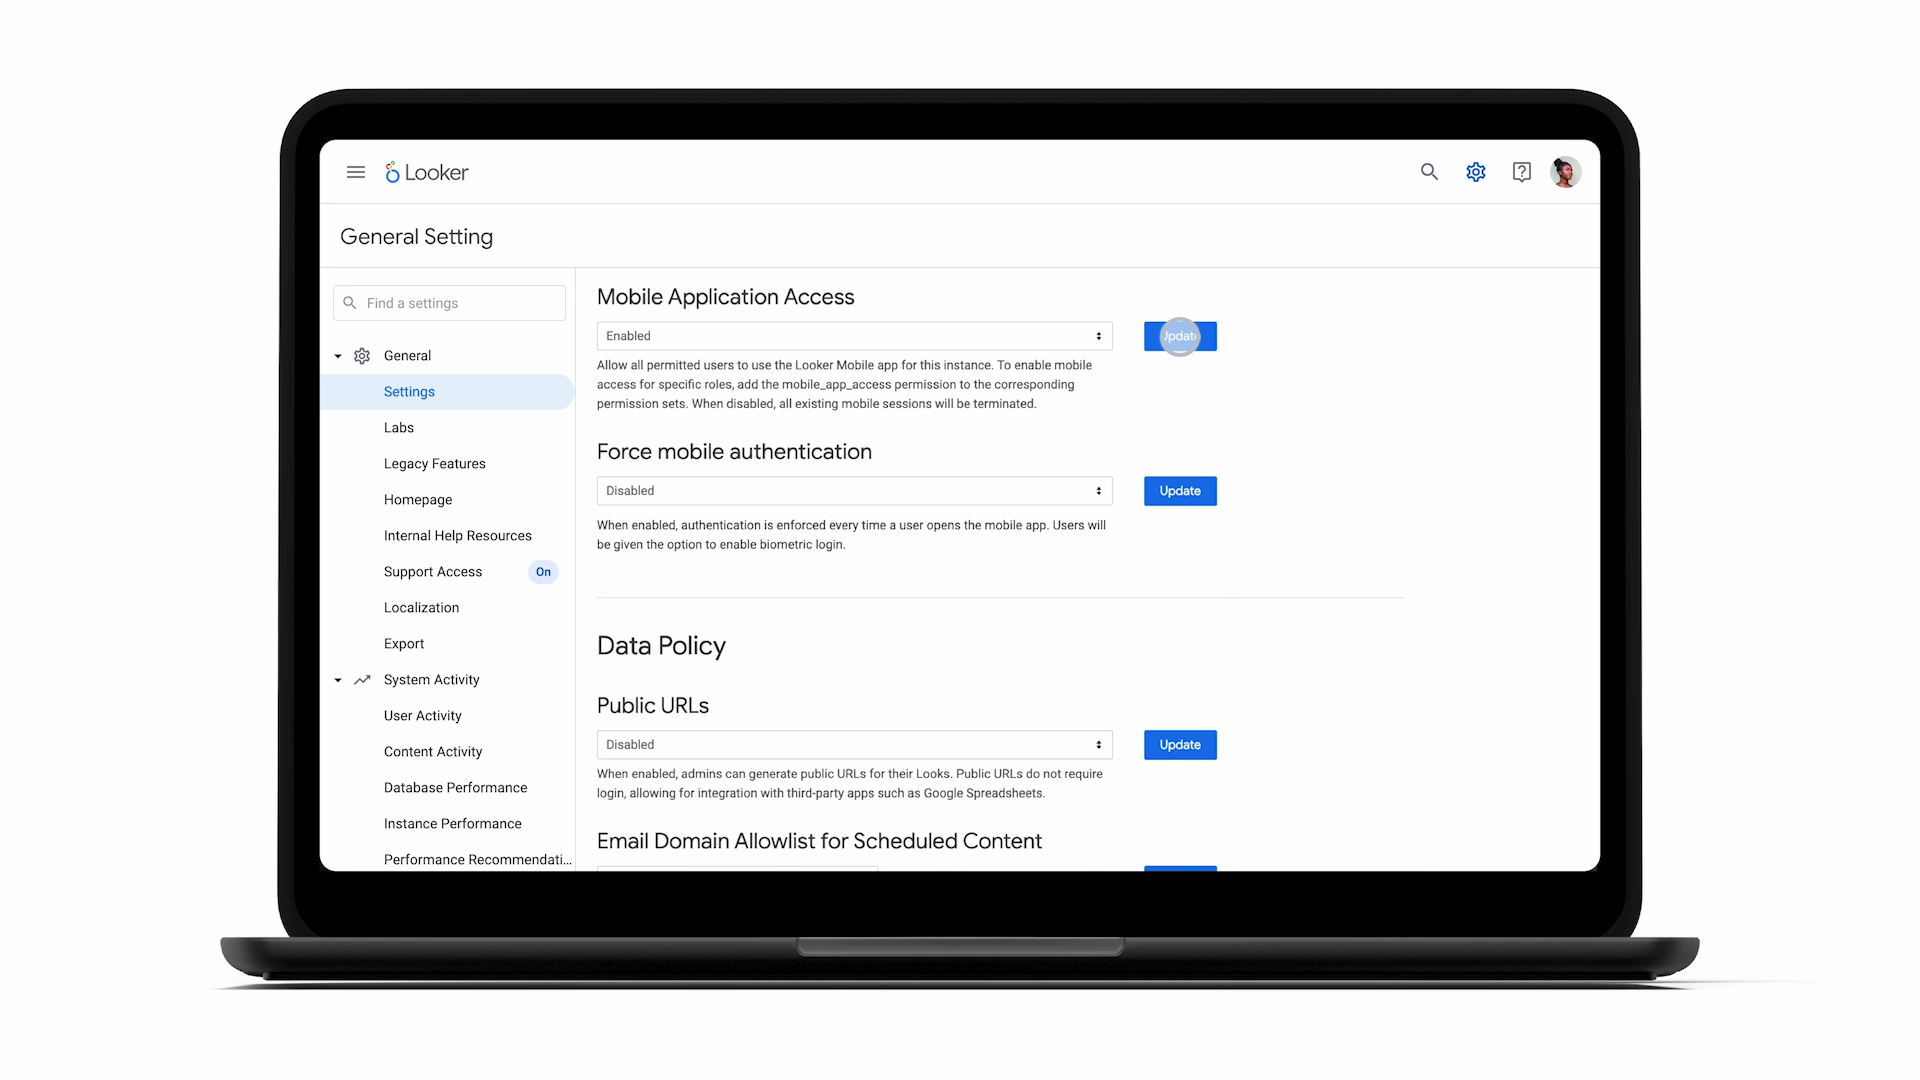 Looker
General Setting
Find a settings
General
Settings
Labs
Legacy Features
Homepage
Internal Help Resources
Support Access
On
Localization
Export
System Activity
User Activity
Content Activity
Database Performance
Instance Performance
Performance Recommendati...
Mobile Application Access
Enabled
Update
Allow all permitted users to use the Looker Mobile app for this instance. To enable mobile
access for specific roles, add the mobile_app_access permission to the corresponding
permission sets. When disabled, all existing mobile sessions will be terminated.
Force mobile authentication
Disabled
Update
When enabled, authentication is enforced every time a user opens the mobile app. Users will
be given the option to enable biometric login.
Data Policy
Public URLs
Disabled
Update
When enabled, admins can generate public URLs for their Looks. Public URLs do not require
login, allowing for integration with third-party apps such as Google Spreadsheets.
Email Domain Allowlist for Scheduled Content